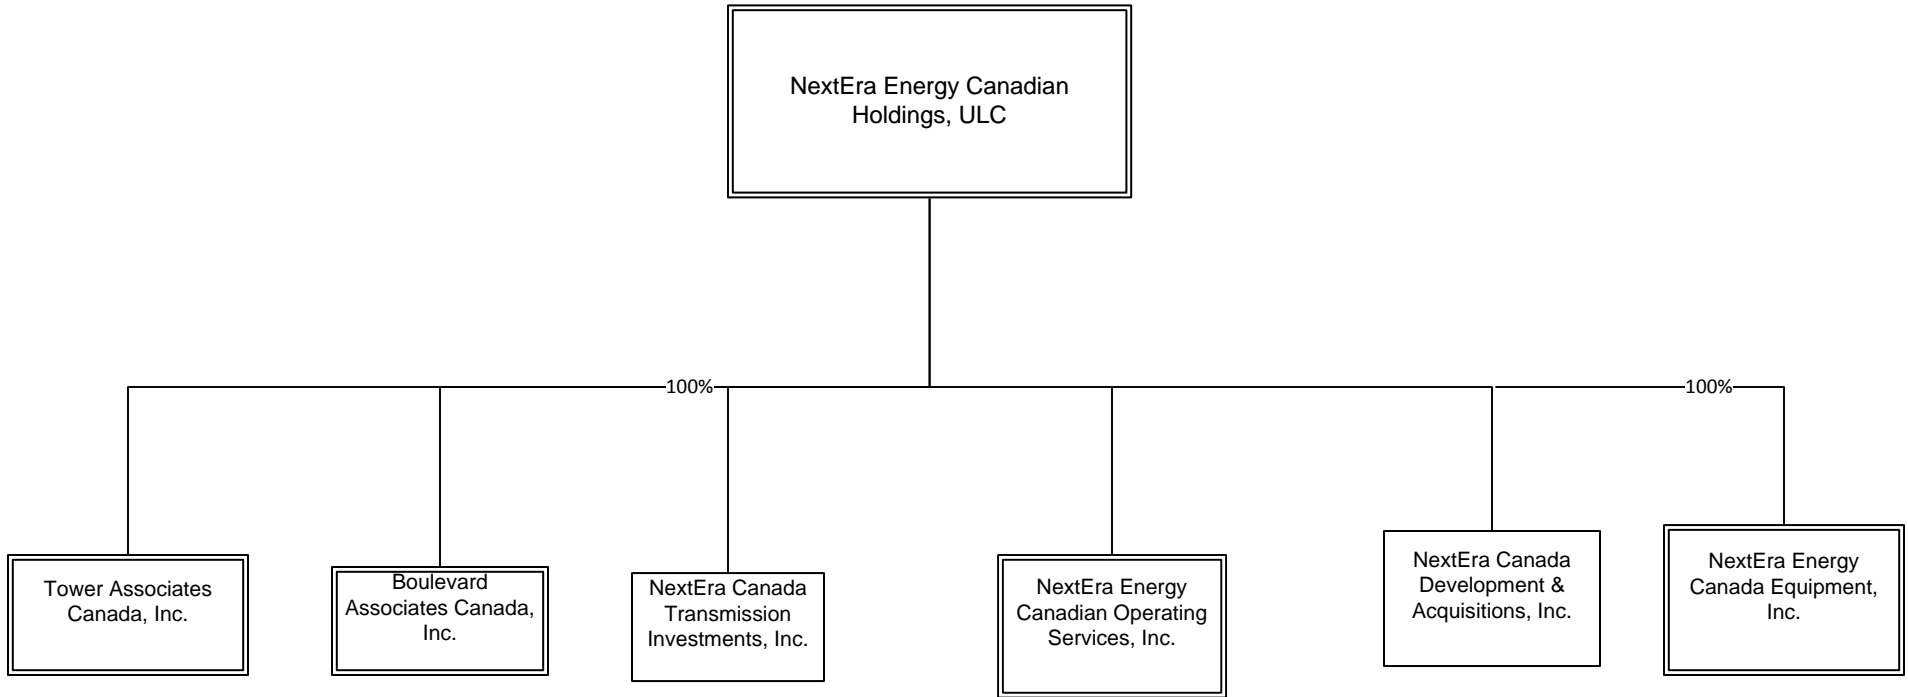 NextEra Energy Canadian
Holdings, ULC
100%
100%
Tower Associates
Canada, Inc.
Boulevard
Associates Canada,
Inc.
NextEra Canada
Transmission
Investments, Inc.
NextEra Energy
Canadian Operating
Services, Inc.
NextEra Canada
Development &
Acquisitions, Inc.
NextEra Energy
Canada Equipment,
Inc.